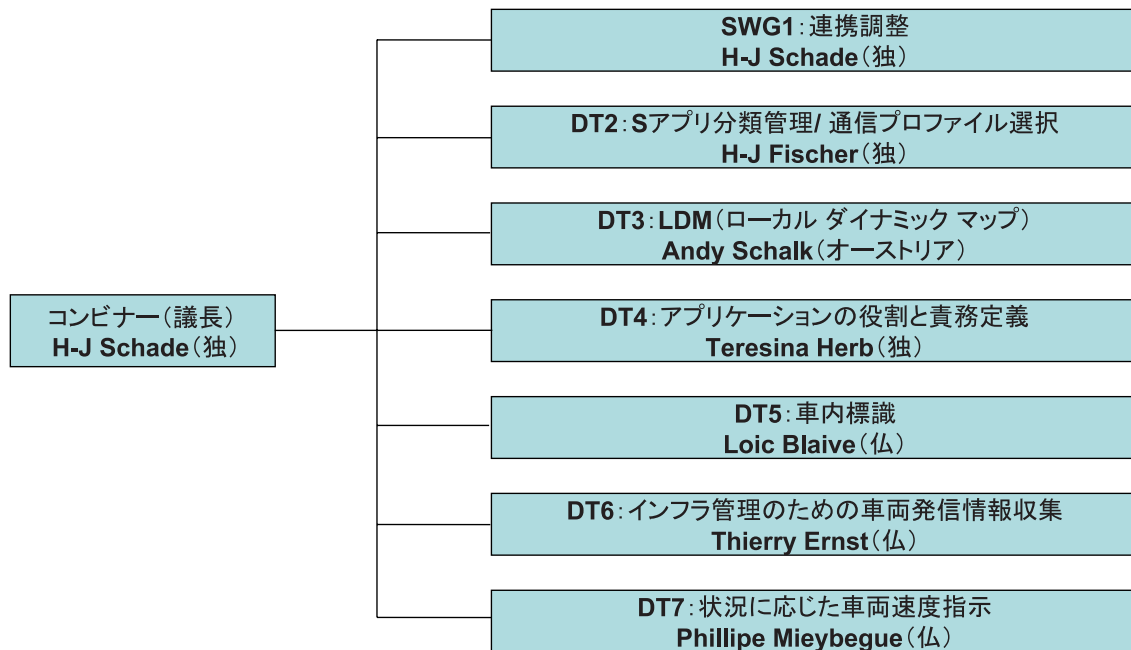 SWG1：連携調整
H-J Schade（独）
DT2：Sアプリ分類管理/ 通信プロファイル選択
H-J Fischer（独）
DT3：LDM（ローカル ダイナミック マップ）
Andy Schalk（オーストリア）
コンビナー（議長）
H-J Schade（独）
DT4：アプリケーションの役割と責務定義
Teresina Herb（独）
DT5：車内標識
Loic Blaive（仏）
DT6：インフラ管理のための車両発信情報収集
Thierry Ernst（仏）
DT7：状況に応じた車両速度指示
Phillipe Mieybegue（仏）